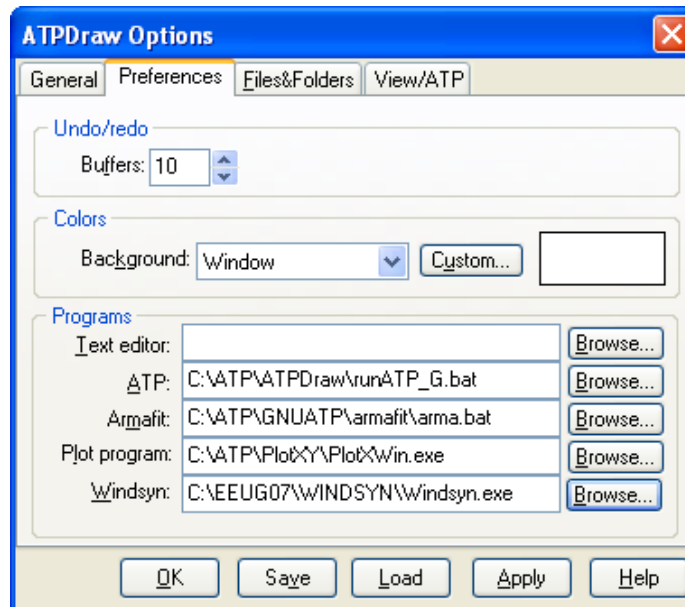 ATPDraw Options
General Preferences Files&Folders View/ATP
Undo/redo
Buffers: 10
Colors
Background: Window Custom...
Programs
Text editor: Browse...
ATP: C:\ATP\ATPDraw\runATP_G.bat Browse...
Armafit: C:\ATP\GNUATP\armafit\arma.bat Browse...
Plot program: C:\ATP\PlotXY\PlotXWin.exe Browse...
Windsyn: C:\EEUG07\WINDSYN\Windsyn.exe Browse...
OK Save Load Apply Help